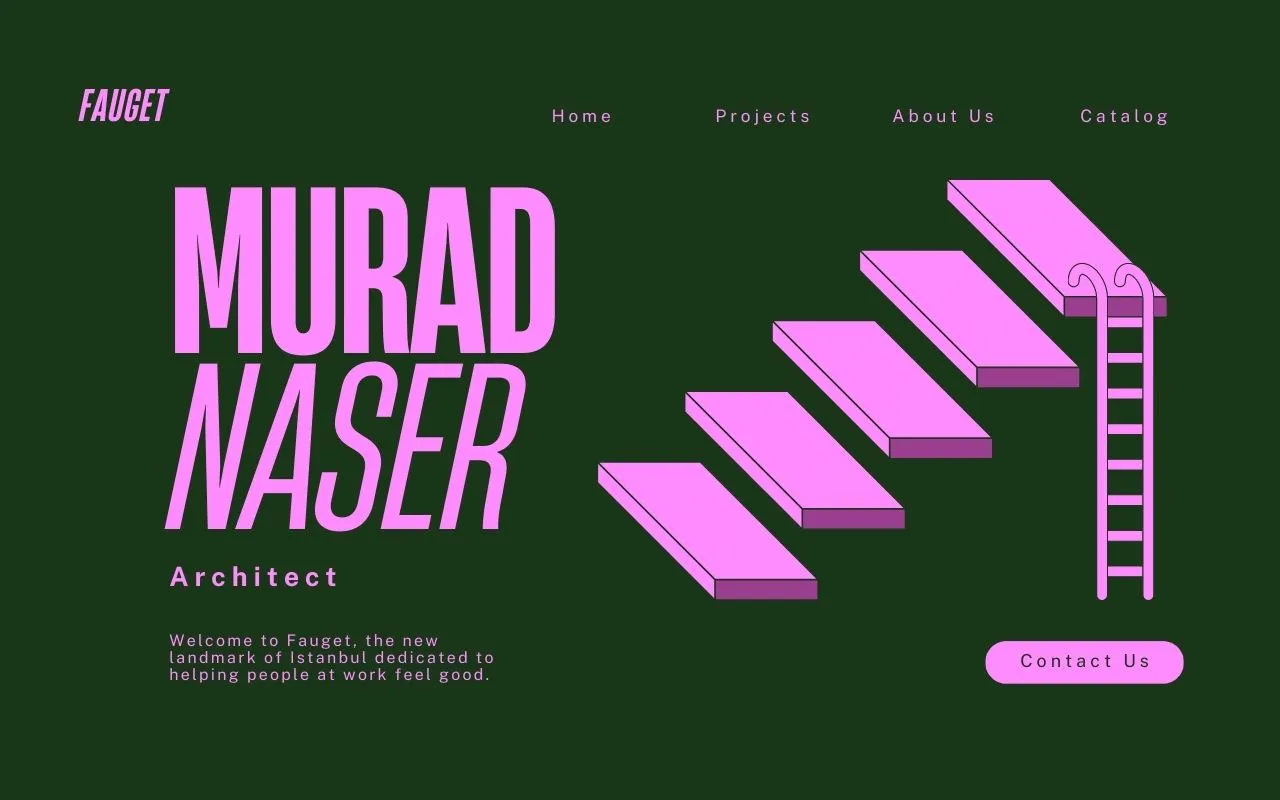 FAUGET
Home
Projects
About Us
Catalog
MURAD
NASER
Architect
Welcome to Fauget, the new
landmark of Istanbul dedicated to
helping people at work feel good.
Contact Us